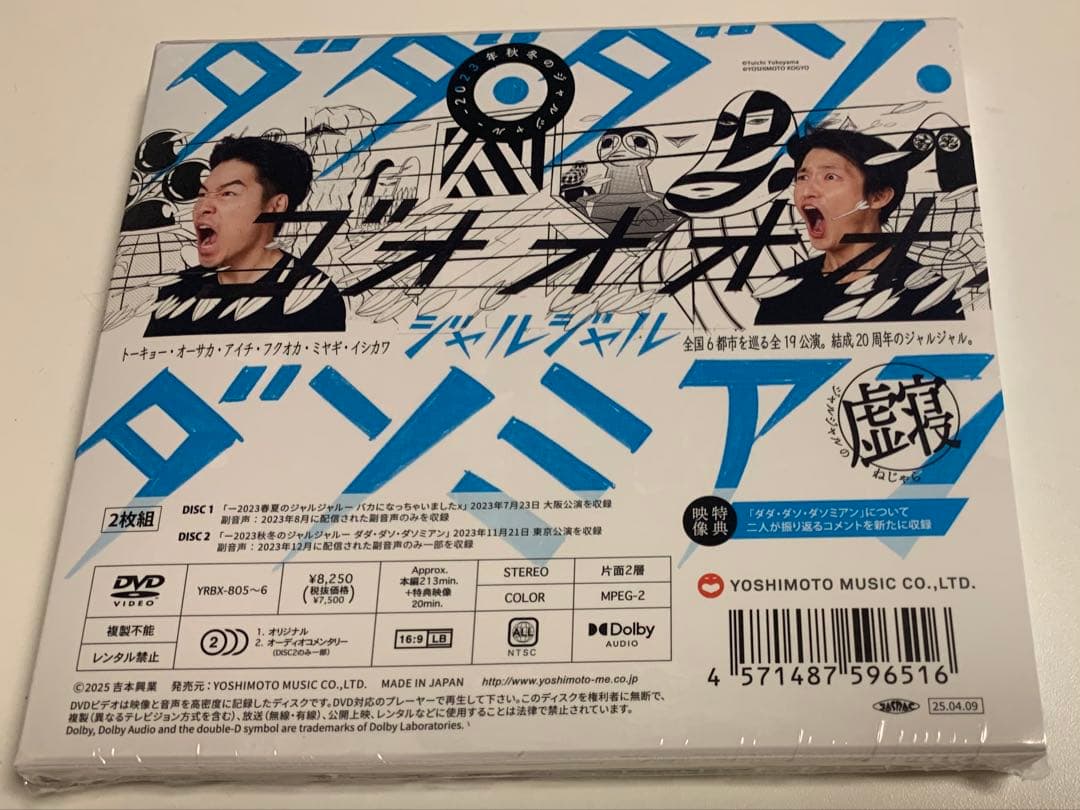 ダダダン・
ー2023年秋冬のジャルジャルー
©Yuichi Yokoyama
©YOSHIMOTO KOGYO
ゴオオオオ
ジャルジャル
トーキョー・オーサカ・アイチ・フクオカ・ミヤギ・イシカワ
全国6都市を巡る全19公演。結成20周年のジャルジャル。
ダソミアン
ジャルジャルの
虚寝
ねじゃら
2枚組
DISC 1 「ー2023春夏のジャルジャルー バカになっちゃいましたx」2023年7月23日 大阪公演を収録
副音声:2023年8月に配信された副音声のみを収録
DISC 2 「ー2023秋冬のジャルジャルー ダダ・ダソ・ダソミアン」2023年11月21日 東京公演を収録
副音声:2023年12月に配信された副音声のみ一部を収録
特典映像
「ダダ・ダソ・ダソミアン」について
二人が振り返るコメントを新たに収録
DVD VIDEO
YRBX-805〜6
¥8,250
(税抜価格 ¥7,500)
Approx.
本編213min.
+特典映像
20min.
STEREO
片面2層
COLOR
MPEG-2
YOSHIMOTO MUSIC CO.,LTD.
複製不能
レンタル禁止
2
1. オリジナル
2. オーディオコメンタリー
(DISC2のみ一部)
16:9 LB
ALL
NTSC
Dolby
AUDIO
4 571487 596516
©2025 吉本興業 発売元:YOSHIMOTO MUSIC CO.,LTD. MADE IN JAPAN http://www.yoshimoto-me.co.jp
DVDビデオは映像と音声を高密度に記録したディスクです。DVD対応のプレーヤーで再生して下さい。このディスクを権利者に無断で、
複製(異なるテレビジョン方式を含む)、放送(無線・有線)、公開上映、レンタルなどに使用することは法律で禁止されています。
Dolby, Dolby Audio and the double-D symbol are trademarks of Dolby Laboratories.
JASRAC
25.04.09